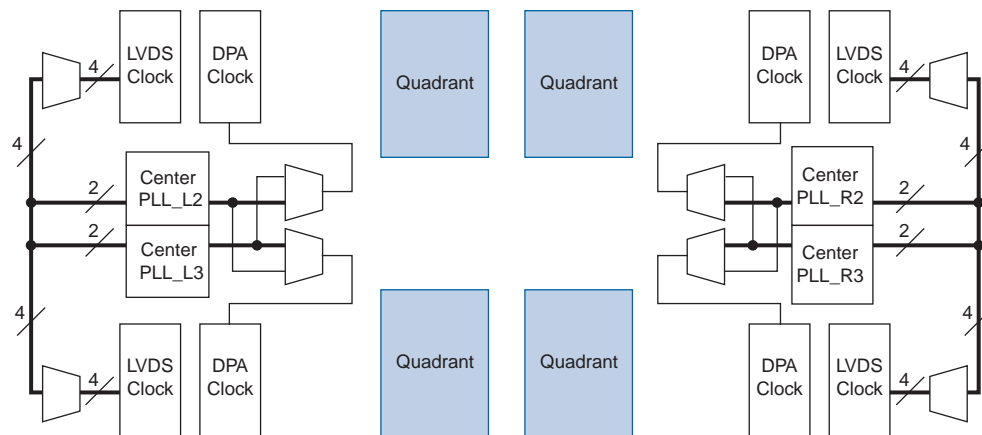 LVDS
Clock
DPA
Clock
Quadrant
Quadrant
DPA
Clock
LVDS
Clock
4
4
4
4
Center
PLL_L2
2
Center
PLL_R2
2
Center
PLL_L3
2
Center
PLL_R3
2
4
4
LVDS
Clock
DPA
Clock
Quadrant
Quadrant
DPA
Clock
LVDS
Clock
4
4